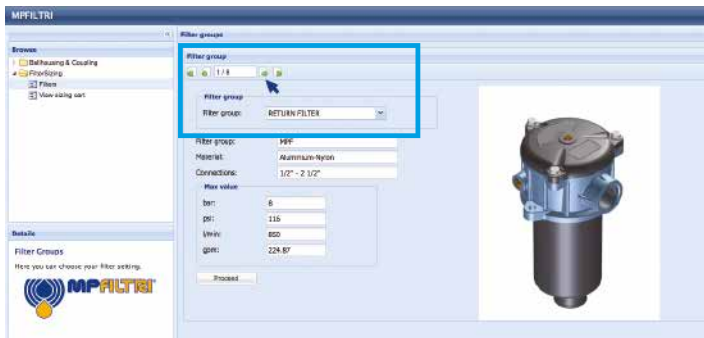 MPFILTRI
Filter groups
Browse
Bellhousing & Coupling
FilterSizing
Filters
View sizing cart
Filter group
1 / 8
Filter group
Filter group: RETURN FILTER
Filter group: MPF
Material: Aluminium-Nylon
Connections: 1/2" - 2 1/2"
Max value
bar: 8
psi: 116
l/min: 850
gpm: 224.87
Proceed
Details
Filter Groups
Here you can choose your filter setting.
MPFILTRI